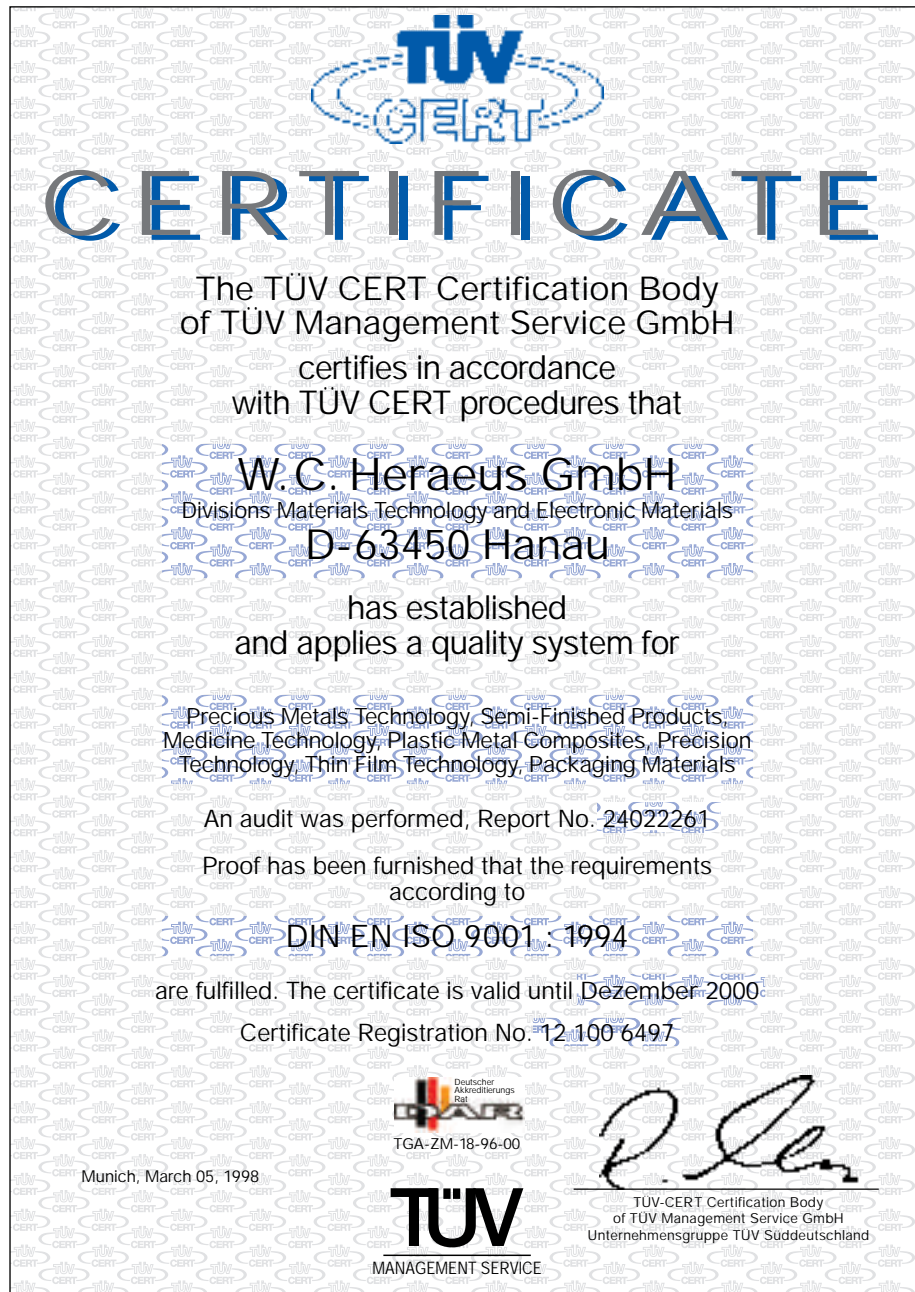 TÜV
CERT
CERTIFICATE
The TÜV CERT Certification Body
of TÜV Management Service GmbH
certifies in accordance
with TÜV CERT procedures that
W. C. Heraeus GmbH
Divisions Materials Technology and Electronic Materials
D-63450 Hanau
has established
and applies a quality system for
Precious Metals Technology, Semi-Finished Products,
Medicine Technology, Plastic Metal Composites, Precision
Technology, Thin Film Technology, Packaging Materials
An audit was performed, Report No. 24022261
Proof has been furnished that the requirements
according to
DIN EN ISO 9001 : 1994
are fulfilled. The certificate is valid until Dezember 2000
Certificate Registration No. 12 100 6497
Deutscher
Akkreditierungs
Rat
DAR
TGA-ZM-18-96-00
Munich, March 05, 1998
TÜV
MANAGEMENT SERVICE
TÜV-CERT Certification Body
of TÜV Management Service GmbH
Unternehmensgruppe TÜV Süddeutschland